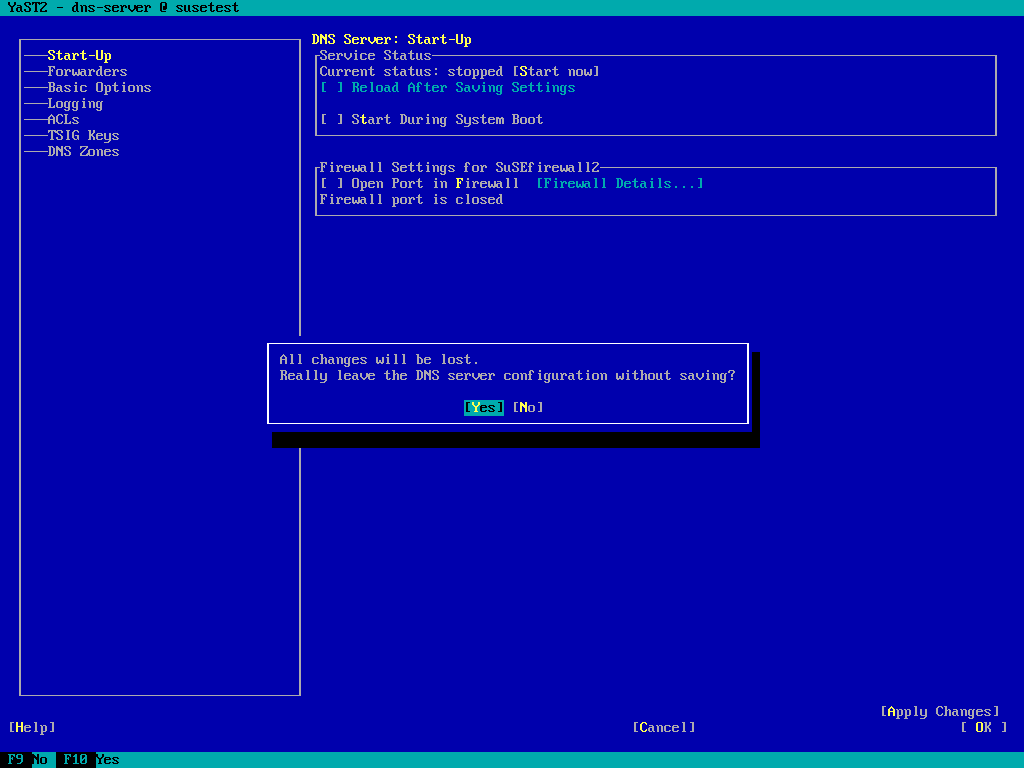 YaST2 - dns-server @ susetest
DNS Server: Start-Up
Start-Up
Forwarders
Basic Options
Logging
ACLs
TSIG Keys
DNS Zones
Service Status
Current status: stopped [Start now]
[ ] Reload After Saving Settings
[ ] Start During System Boot
Firewall Settings for SuSEfirewall2
[ ] Open Port in Firewall [Firewall Details...]
Firewall port is closed
All changes will be lost.
Really leave the DNS server configuration without saving?
[Yes] [No]
[Apply Changes]
[Help] [Cancel] [ OK ]
F9 No F10 Yes